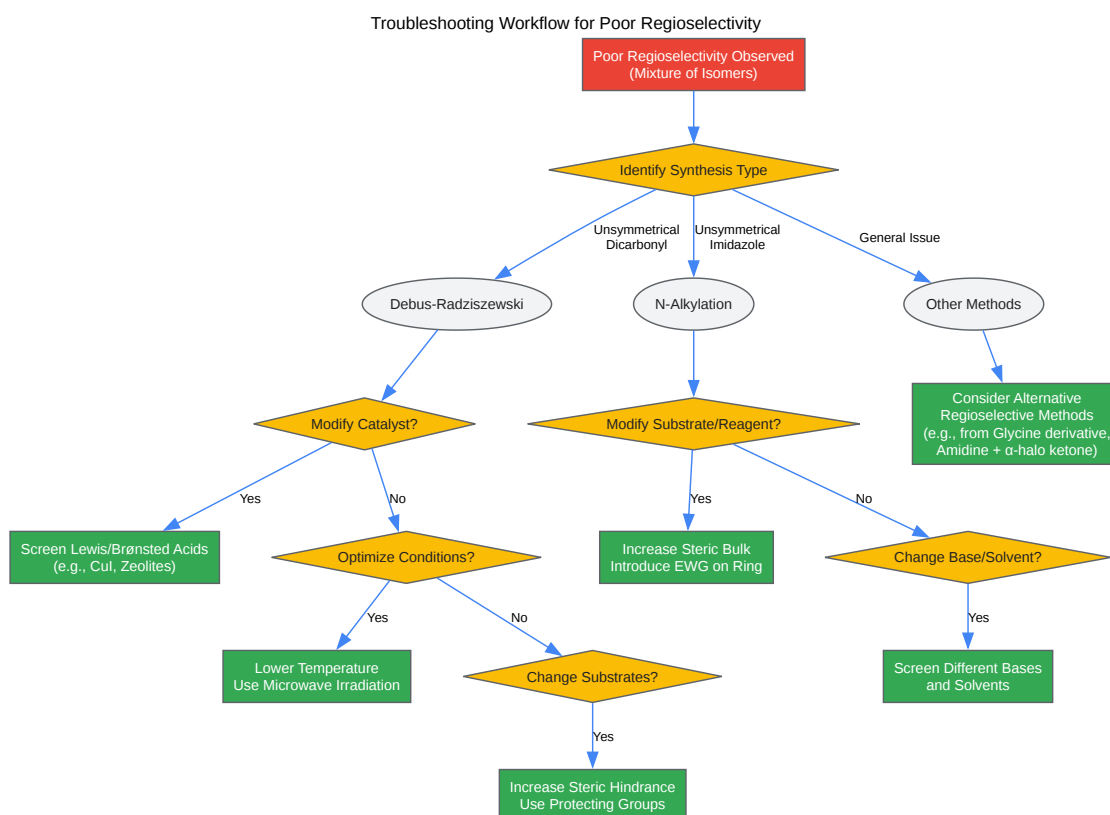 Troubleshooting Workflow for Poor Regioselectivity
Poor Regioselectivity Observed
(Mixture of Isomers)
Identify Synthesis Type
Unsymmetrical
Dicarbonyl
Unsymmetrical
Imidazole
General Issue
Debus-Radziszewski
N-Alkylation
Other Methods
Modify Catalyst?
Modify Substrate/Reagent?
Consider Alternative
Regioselective Methods
(e.g., from Glycine derivative,
Amidine + α-halo ketone)
Yes
No
Yes
No
Screen Lewis/Brønsted Acids
(e.g., CuI, Zeolites)
Optimize Conditions?
Increase Steric Bulk
Introduce EWG on Ring
Change Base/Solvent?
Yes
No
Yes
Lower Temperature
Use Microwave Irradiation
Change Substrates?
Screen Different Bases
and Solvents
Yes
Increase Steric Hindrance
Use Protecting Groups